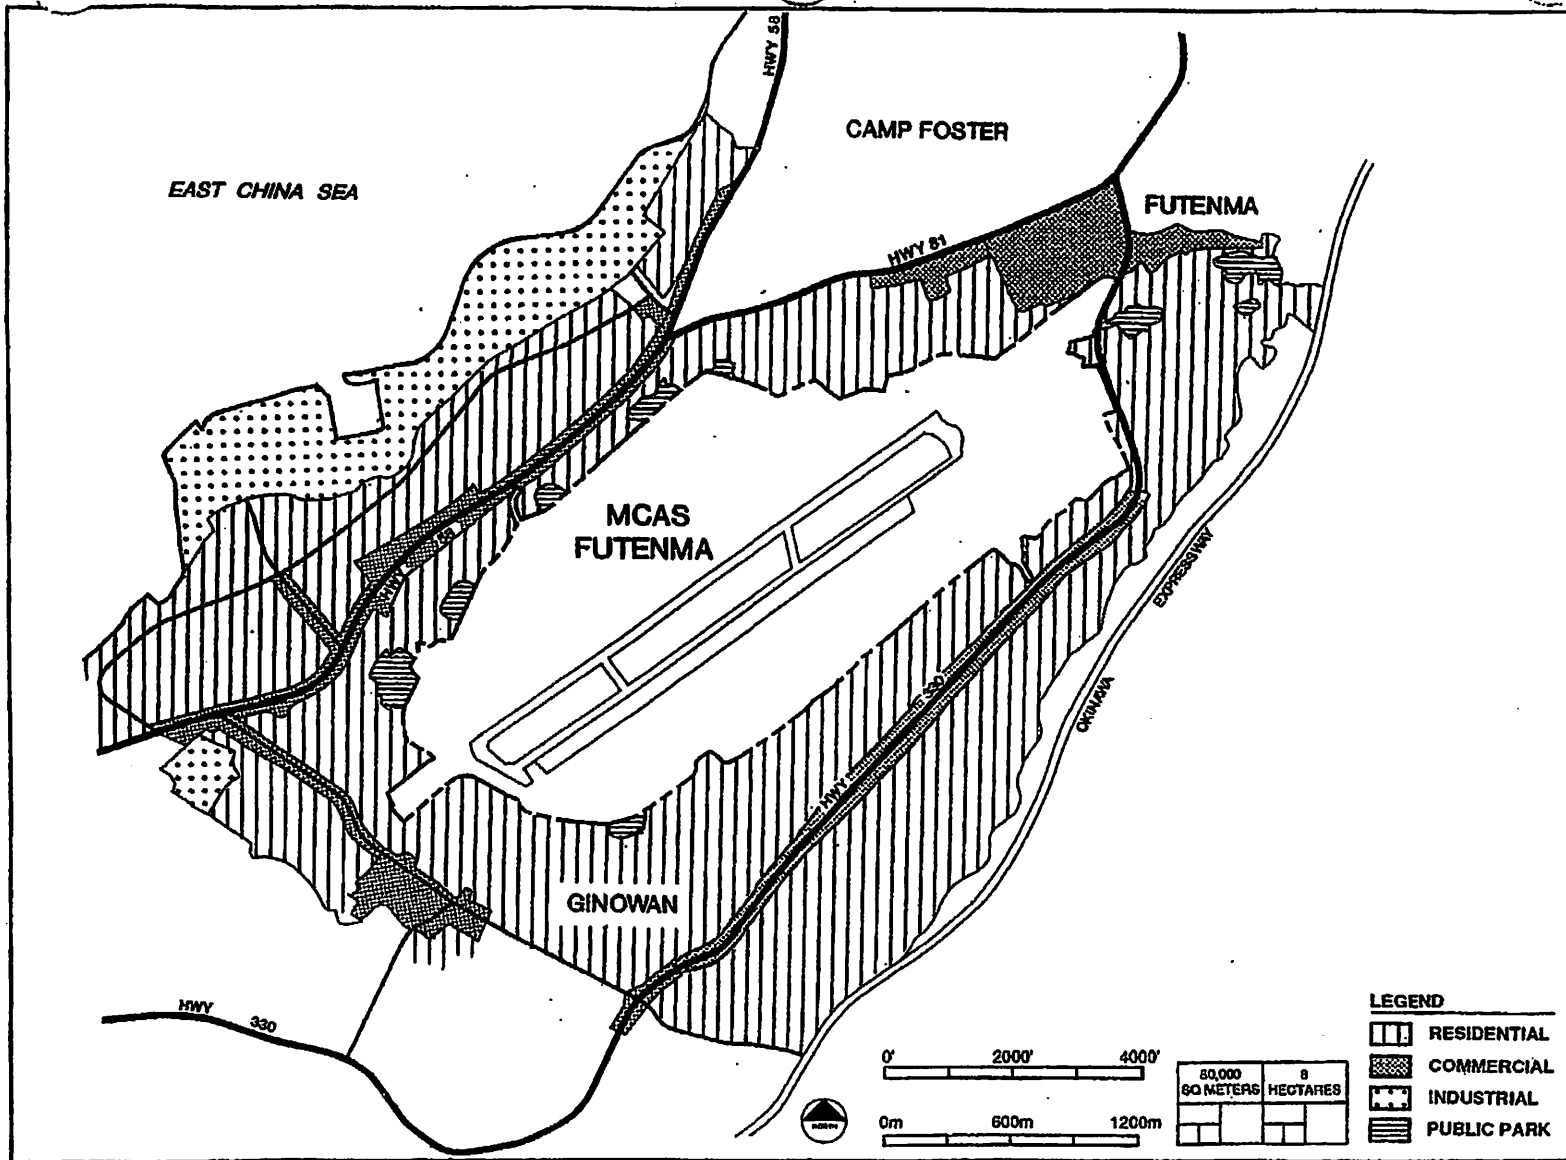 HWY 58
CAMP FOSTER
EAST CHINA SEA
FUTENMA
HWY 81
MCAS
FUTENMA
HWY 58
EXPRESSWAY
OKINAWA
HWY 330
GINOWAN
HWY 330
LEGEND
RESIDENTIAL
COMMERCIAL
INDUSTRIAL
PUBLIC PARK
0' 2000' 4000'
0m 600m 1200m
80,000
SQ METERS
8
HECTARES
NORTH